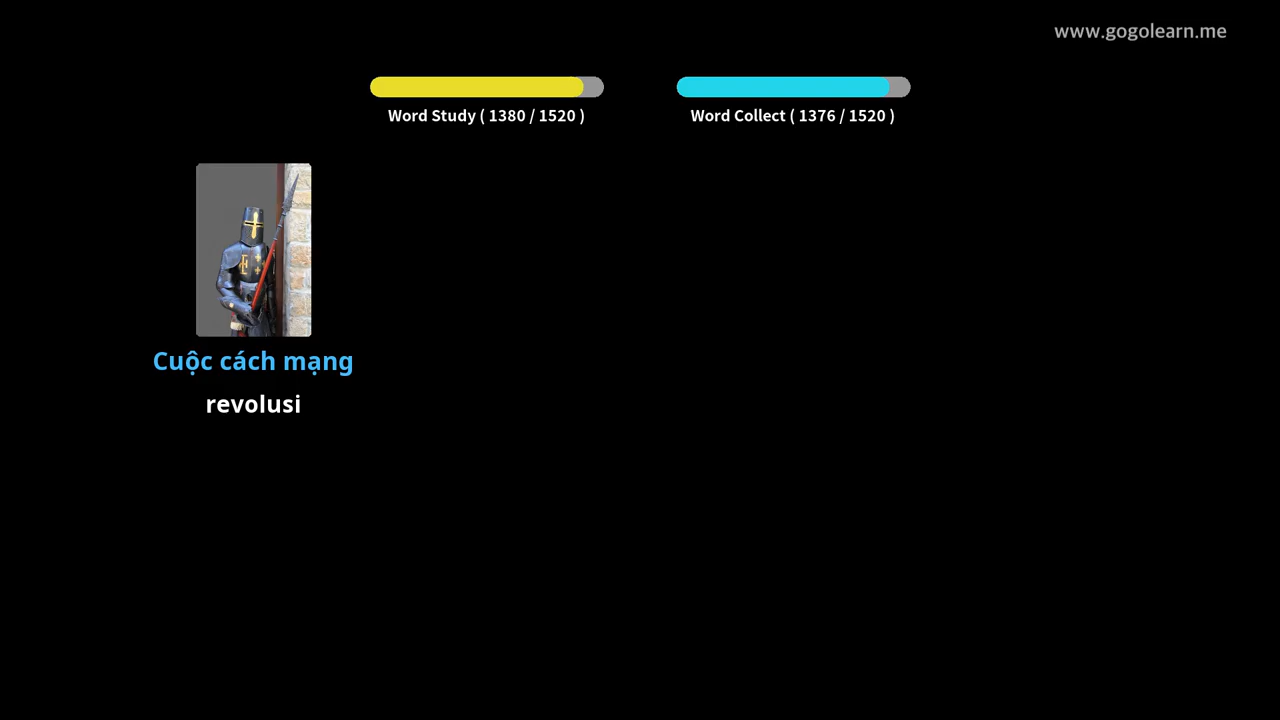 www.gogolearn.me
Word Study ( 1380 / 1520 )
Word Collect ( 1376 / 1520 )
Cuộc cách mạng
revolusi